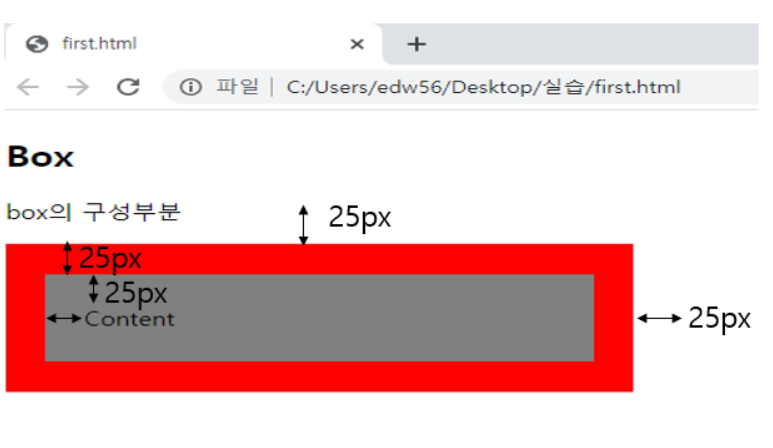 first.html
파일 | C:/Users/edw56/Desktop/실습/first.html
Box
box의 구성부분
25px
25px
25px
Content
25px